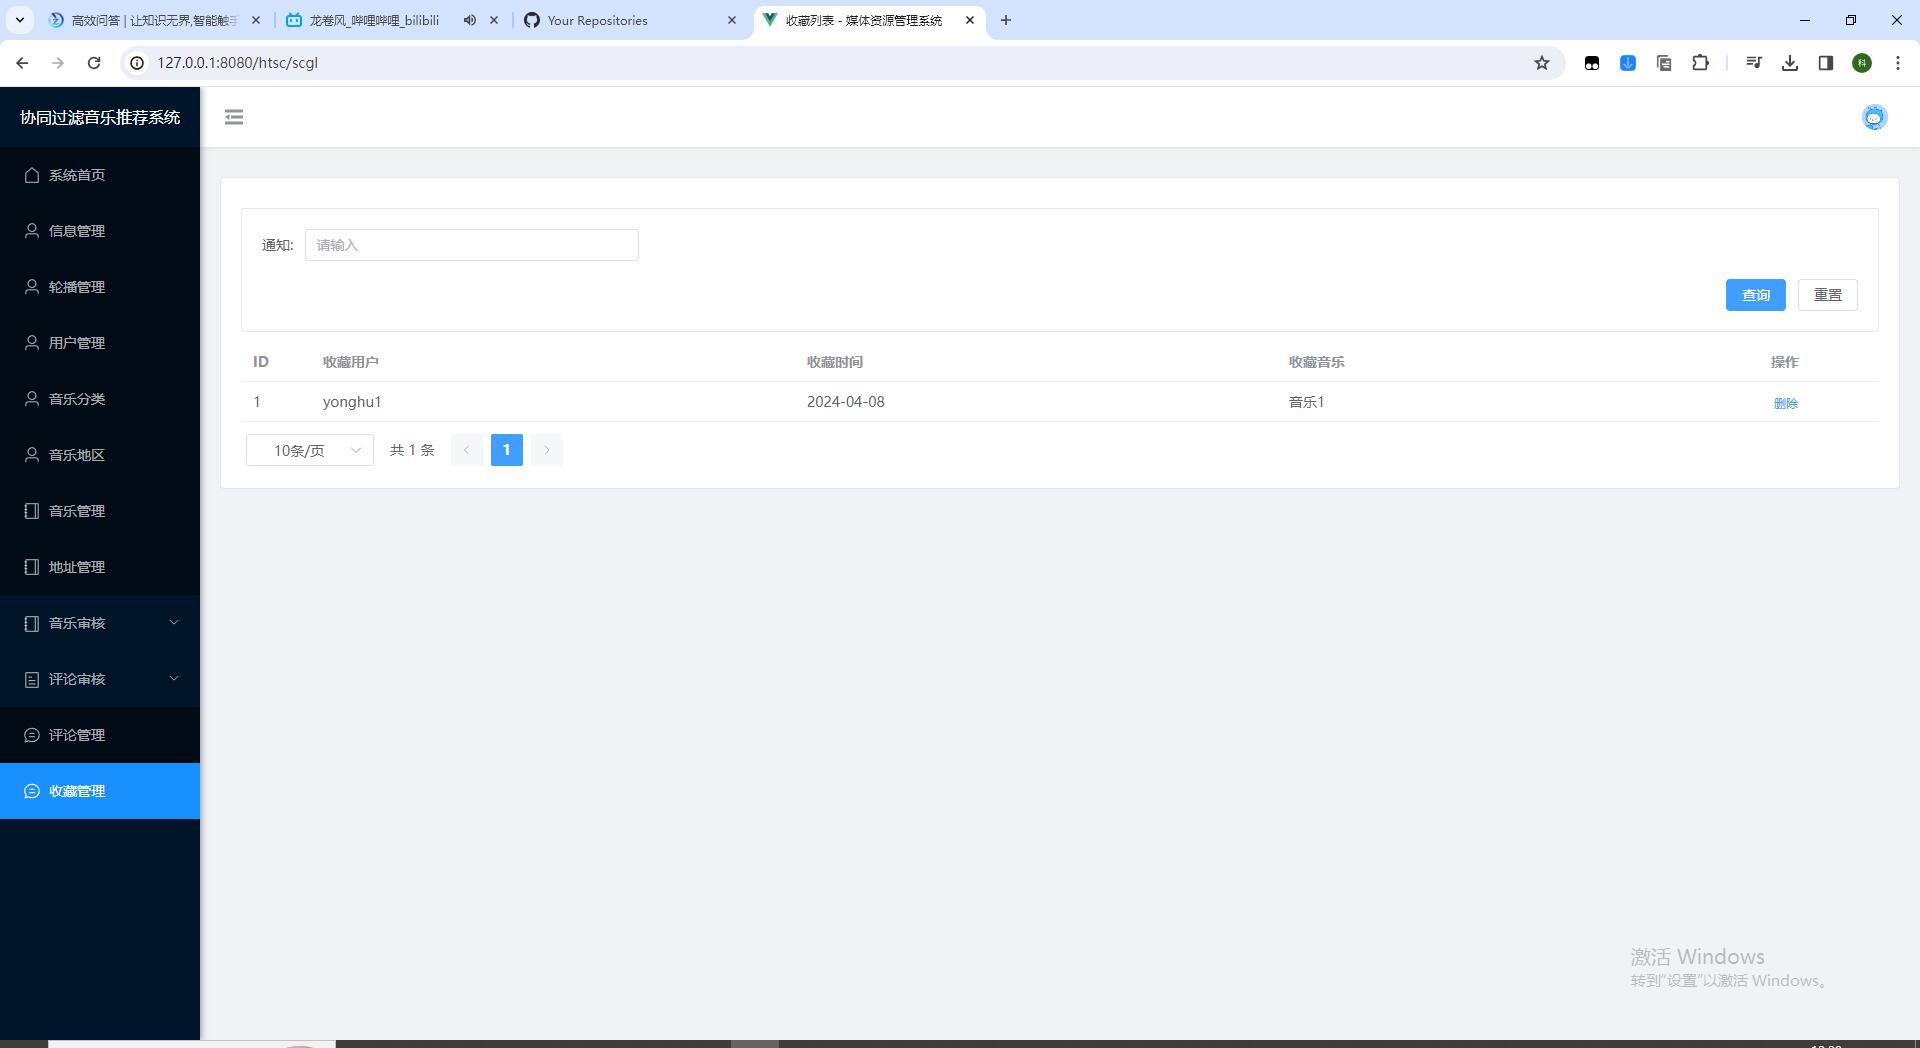 高效问答 | 让知识无界,智能触手
龙卷风_哔哩哔哩_bilibili
Your Repositories
收藏列表 - 媒体资源管理系统
127.0.0.1:8080/htsc/scgl
科
协同过滤音乐推荐系统
系统首页
信息管理
轮播管理
用户管理
音乐分类
音乐地区
音乐管理
地址管理
音乐审核
评论审核
评论管理
收藏管理
通知: 请输入
查询 重置
ID 收藏用户 收藏时间 收藏音乐 操作
1 yonghu1 2024-04-08 音乐1 删除
10条/页 共 1 条 1
激活 Windows
转到"设置"以激活 Windows。